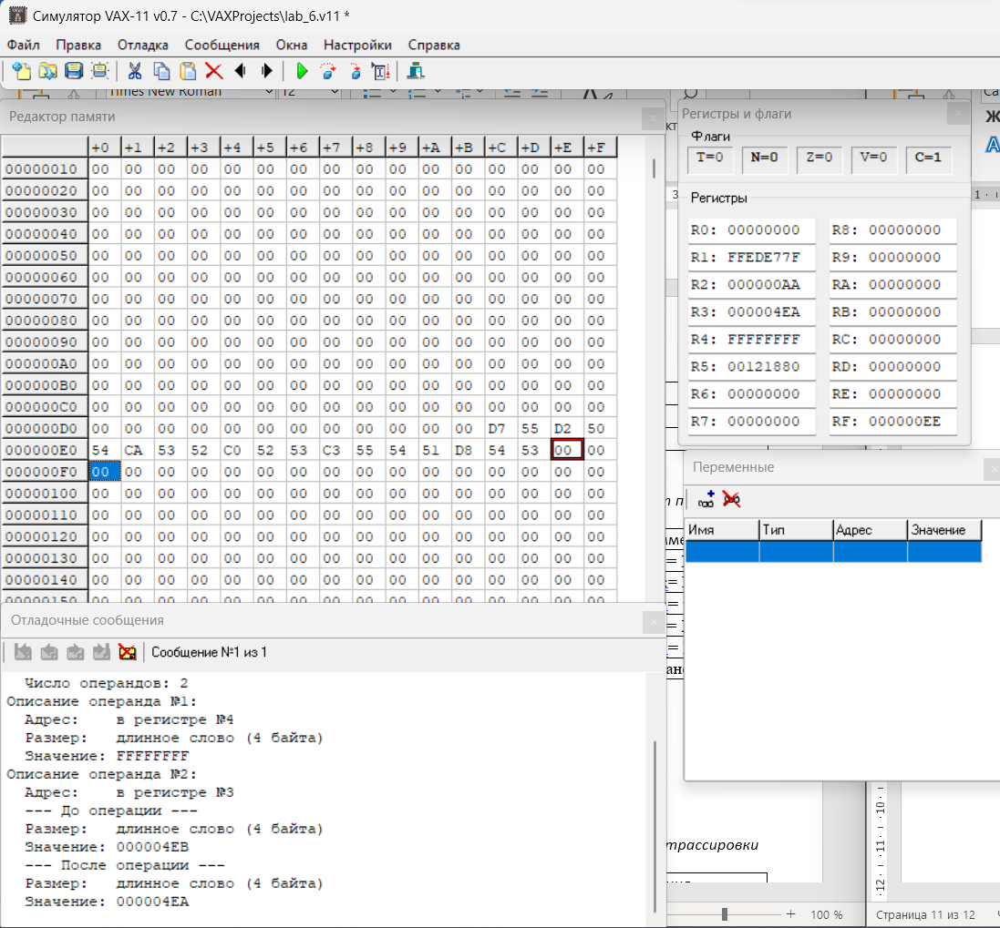 Симулятор VAX-11 v0.7 - C:\VAXProjects\lab_6.v11 *
Файл Правка Отладка Сообщения Окна Настройки Справка
Times New Roman 12
Редактор памяти
+0 +1 +2 +3 +4 +5 +6 +7 +8 +9 +A +B +C +D +E +F
00000010 00 00 00 00 00 00 00 00 00 00 00 00 00 00 00 00
00000020 00 00 00 00 00 00 00 00 00 00 00 00 00 00 00 00
00000030 00 00 00 00 00 00 00 00 00 00 00 00 00 00 00 00
00000040 00 00 00 00 00 00 00 00 00 00 00 00 00 00 00 00
00000050 00 00 00 00 00 00 00 00 00 00 00 00 00 00 00 00
00000060 00 00 00 00 00 00 00 00 00 00 00 00 00 00 00 00
00000070 00 00 00 00 00 00 00 00 00 00 00 00 00 00 00 00
00000080 00 00 00 00 00 00 00 00 00 00 00 00 00 00 00 00
00000090 00 00 00 00 00 00 00 00 00 00 00 00 00 00 00 00
000000A0 00 00 00 00 00 00 00 00 00 00 00 00 00 00 00 00
000000B0 00 00 00 00 00 00 00 00 00 00 00 00 00 00 00 00
000000C0 00 00 00 00 00 00 00 00 00 00 00 00 00 00 00 00
000000D0 00 00 00 00 00 00 00 00 00 00 00 00 D7 55 D2 50
000000E0 54 CA 53 52 C0 52 53 C3 55 54 51 D8 54 53 00 00
000000F0 00 00 00 00 00 00 00 00 00 00 00 00 00 00 00 00
00000100 00 00 00 00 00 00 00 00 00 00 00 00 00 00 00 00
00000110 00 00 00 00 00 00 00 00 00 00 00 00 00 00 00 00
00000120 00 00 00 00 00 00 00 00 00 00 00 00 00 00 00 00
00000130 00 00 00 00 00 00 00 00 00 00 00 00 00 00 00 00
00000140 00 00 00 00 00 00 00 00 00 00 00 00 00 00 00 00
00000150 00 00 00 00 00 00 00 00 00 00 00 00 00 00 00 00
Регистры и флаги
Флаги
T=0 N=0 Z=0 V=0 C=1
Регистры
R0: 00000000 R8: 00000000
R1: FFEDE77F R9: 00000000
R2: 000000AA RA: 00000000
R3: 000004EA RB: 00000000
R4: FFFFFFFF RC: 00000000
R5: 00121880 RD: 00000000
R6: 00000000 RE: 00000000
R7: 00000000 RF: 000000EE
Переменные
Имя Тип Адрес Значение
Отладочные сообщения
Сообщение №1 из 1
Число операндов: 2
Описание операнда №1:
Адрес: в регистре №4
Размер: длинное слово (4 байта)
Значение: FFFFFFFF
Описание операнда №2:
Адрес: в регистре №3
--- До операции ---
Размер: длинное слово (4 байта)
Значение: 000004EB
--- После операции ---
Размер: длинное слово (4 байта)
Значение: 000004EA
трассировки
100 %
Страница 11 из 12